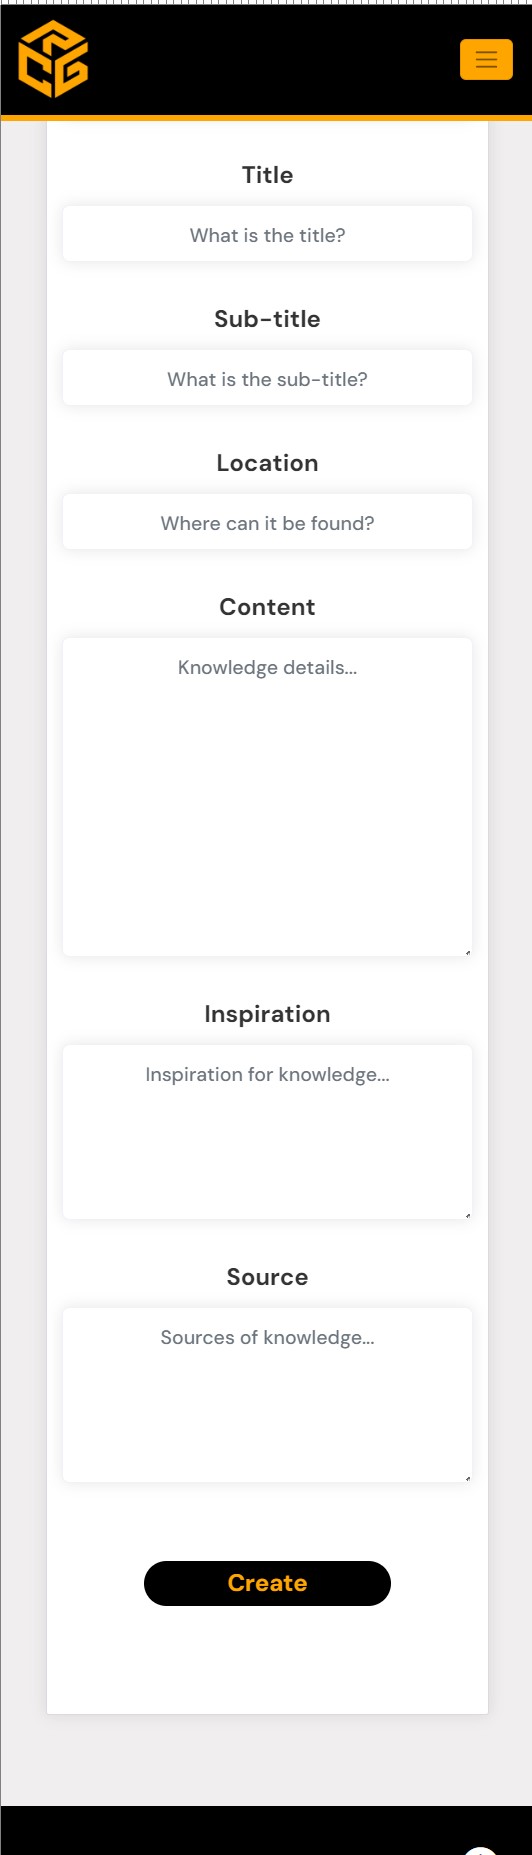 Title
What is the title?
Sub-title
What is the sub-title?
Location
Where can it be found?
Content
Knowledge details...
Inspiration
Inspiration for knowledge...
Source
Sources of knowledge...
Create